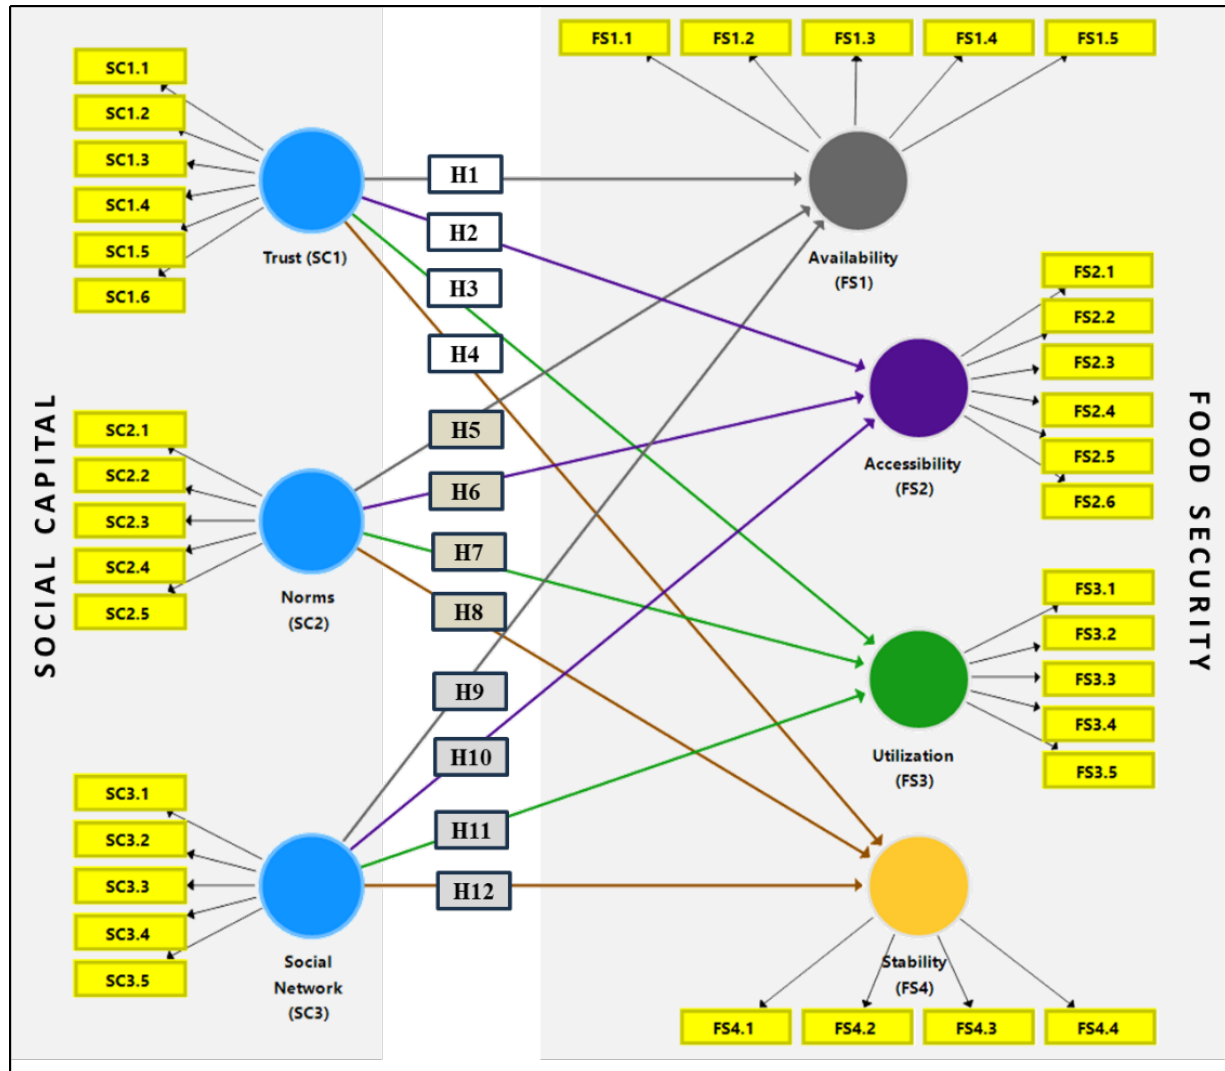 SOCIAL CAPITAL
SC1.1
SC1.2
SC1.3
SC1.4
SC1.5
SC1.6
Trust (SC1)
SC2.1
SC2.2
SC2.3
SC2.4
SC2.5
Norms
(SC2)
SC3.1
SC3.2
SC3.3
SC3.4
SC3.5
Social
Network
(SC3)
H1
H2
H3
H4
H5
H6
H7
H8
H9
H10
H11
H12
FS1.1
FS1.2
FS1.3
FS1.4
FS1.5
Availability
(FS1)
FS2.1
FS2.2
FS2.3
FS2.4
FS2.5
FS2.6
Accessibility
(FS2)
FS3.1
FS3.2
FS3.3
FS3.4
FS3.5
Utilization
(FS3)
Stability
(FS4)
FS4.1
FS4.2
FS4.3
FS4.4
FOOD SECURITY